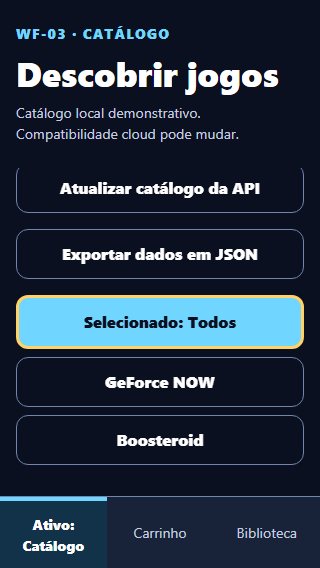 WF-03 · CATÁLOGO
Descobrir jogos
Catálogo local demonstrativo.
Compatibilidade cloud pode mudar.
Atualizar catálogo da API
Exportar dados em JSON
Selecionado: Todos
GeForce NOW
Boosteroid
Ativo:
Catálogo
Carrinho
Biblioteca